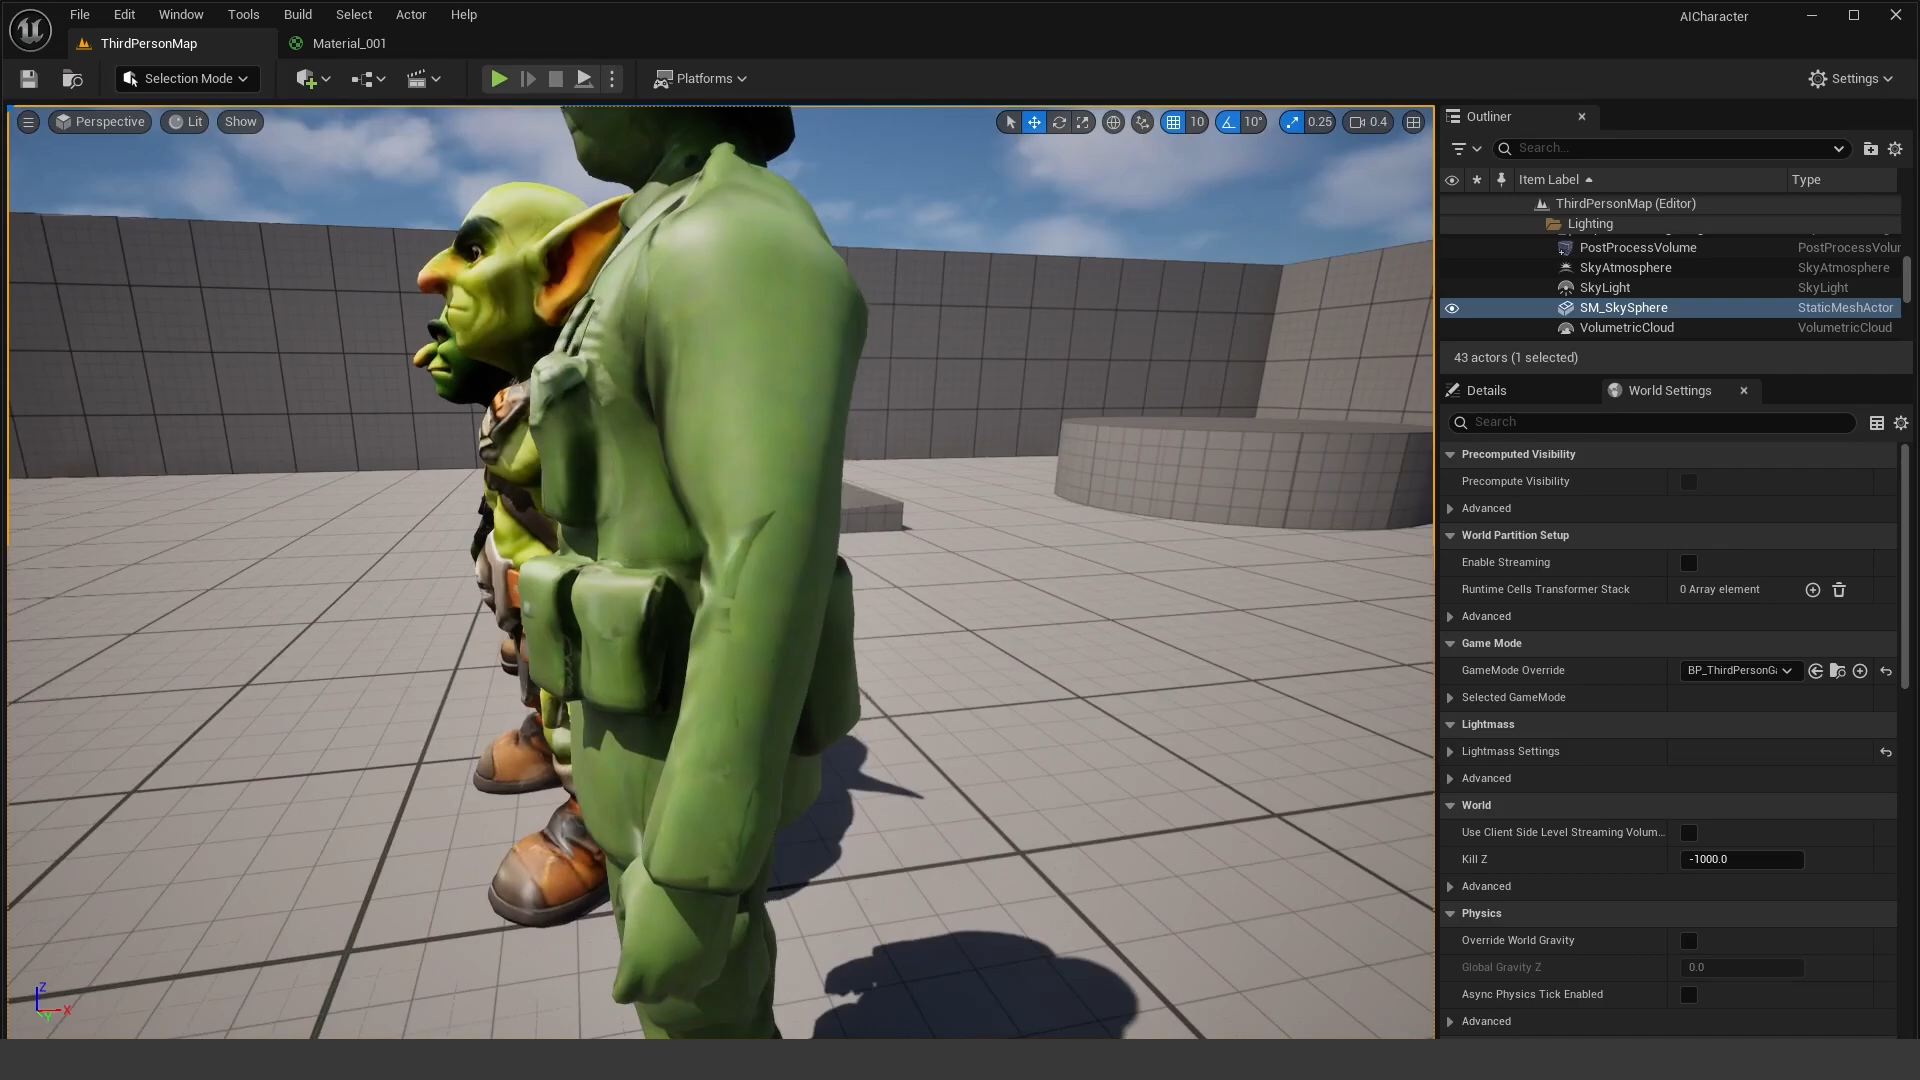 File Edit Window Tools Build Select Actor Help
AICharacter
ThirdPersonMap
Material_001
Selection Mode
Platforms
Settings
Perspective
Lit
Show
10
10°
0.25
0.4
Outliner
Search...
Item Label
Type
ThirdPersonMap (Editor)
Lighting
PostProcessVolume PostProcessVolur
SkyAtmosphere SkyAtmosphere
SkyLight SkyLight
SM_SkySphere StaticMeshActor
VolumetricCloud VolumetricCloud
43 actors (1 selected)
Details
World Settings
Search
Precomputed Visibility
Precompute Visibility
Advanced
World Partition Setup
Enable Streaming
Runtime Cells Transformer Stack 0 Array element
Advanced
Game Mode
GameMode Override BP_ThirdPersonGa
Selected GameMode
Lightmass
Lightmass Settings
Advanced
World
Use Client Side Level Streaming Volum...
Kill Z -1000.0
Advanced
Physics
Override World Gravity
Global Gravity Z 0.0
Async Physics Tick Enabled
Advanced
Z
X
Y